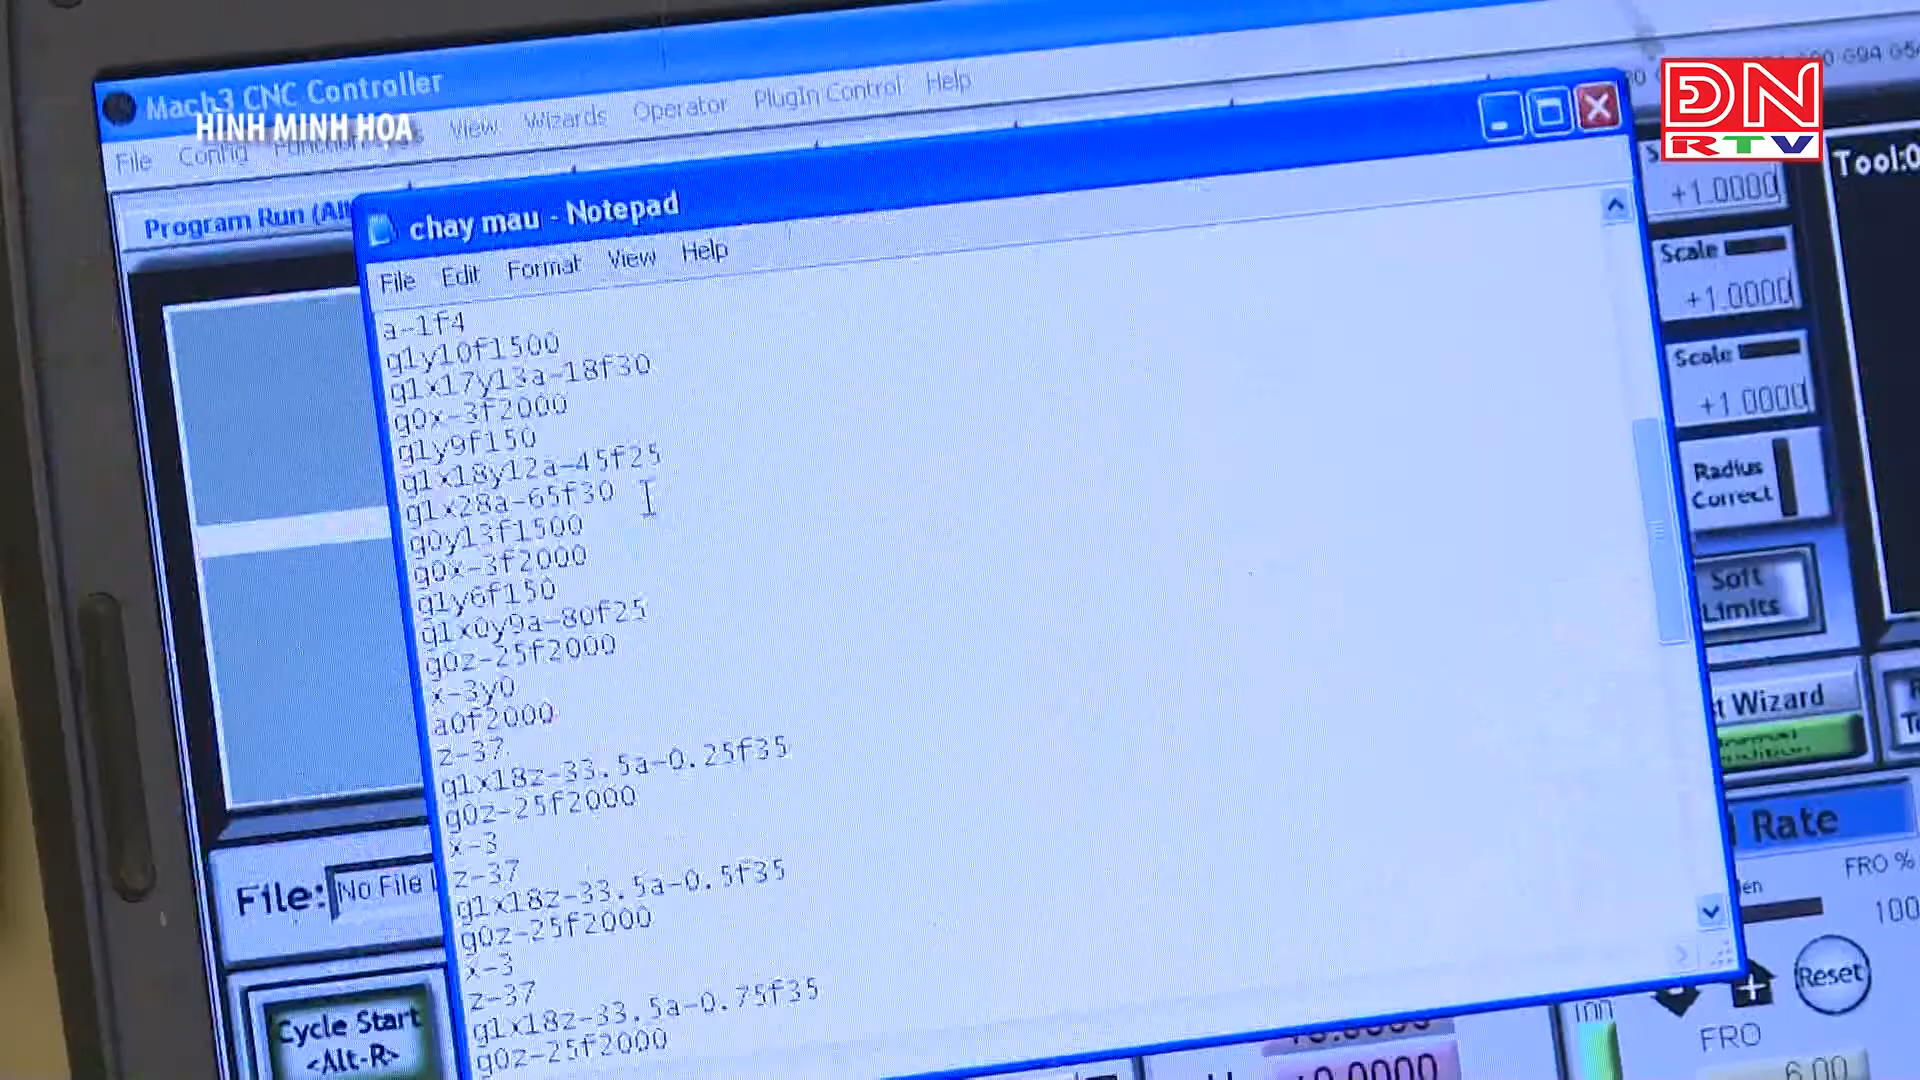 Mach3 CNC Controller
HÌNH MINH HỌA
File Config View Wizards Operator PlugIn Control Help
G94
ĐN
RTV
Tool:0
Program Run (Alt
chay mau - Notepad
File Edit Format View Help
a-1f4
g1y10f1500
g1x17y13a-18f30
g0x-3f2000
g1y9f150
g1x18y12a-45f25
g1x28a-65f30
g0y13f1500
g0x-3f2000
g1y6f150
g1x0y9a-80f25
g0z-25f2000
x-3y0
a0f2000
z-37
g1x18z-33.5a-0.25f35
g0z-25f2000
x-3
z-37
g1x18z-33.5a-0.5f35
g0z-25f2000
x-3
z-37
g1x18z-33.5a-0.75f35
g0z-25f2000
+1.0000
Scale
+1.0000
Scale
+1.0000
Radius
Correct
Soft
Limits
t Wizard
Rate
FRO %
100
Reset
FRO
6.00
100
+0.0000
File: No File
Cycle Start
<Alt-R>